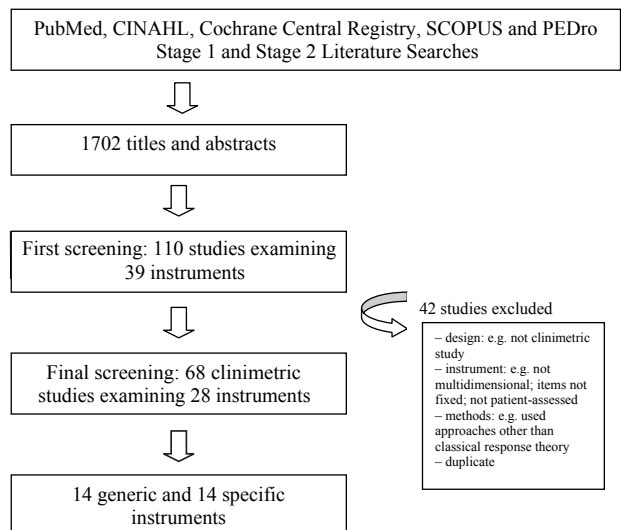 PubMed, CINAHL, Cochrane Central Registry, SCOPUS and PEDro
Stage 1 and Stage 2 Literature Searches
1702 titles and abstracts
First screening: 110 studies examining
39 instruments
42 studies excluded
– design: e.g. not clinimetric
study
– instrument: e.g. not
multidimensional; items not
fixed; not patient-assessed
– methods: e.g. used
approaches other than
classical response theory
– duplicate
Final screening: 68 clinimetric
studies examining 28 instruments
14 generic and 14 specific
instruments